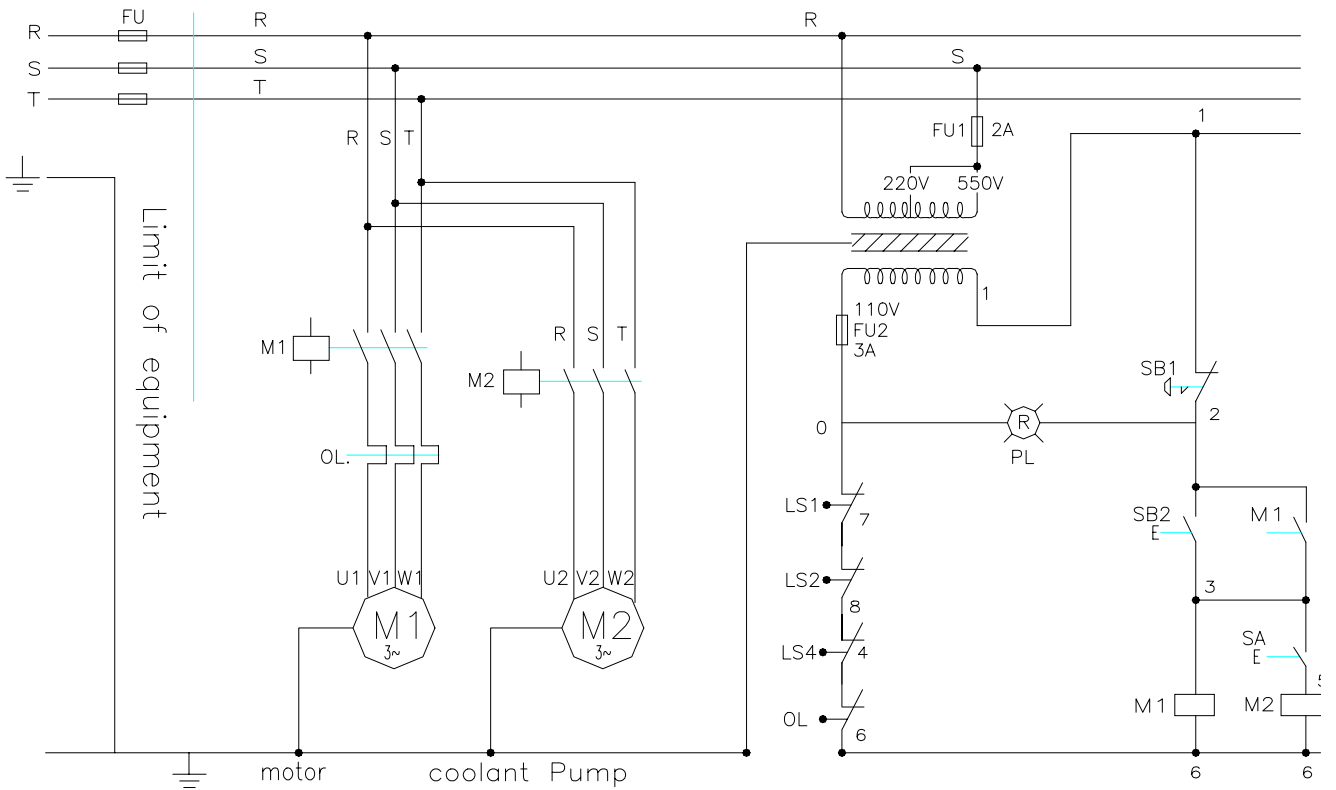 FU
R R R
S S S
T T
1
R S T
FU1 2A
220V 550V
Limit of equipment
1
110V
FU2
3A
M1
R S T
M2
SB1
2
0
R
PL
OL.
LS1
7
SB2
E
M1
LS2
8
3
U1 V1 W1
U2 V2 W2
M1
3~
M2
3~
LS4
4
SA
E
5
M1
M2
OL
6
motor
coolant Pump
6
6